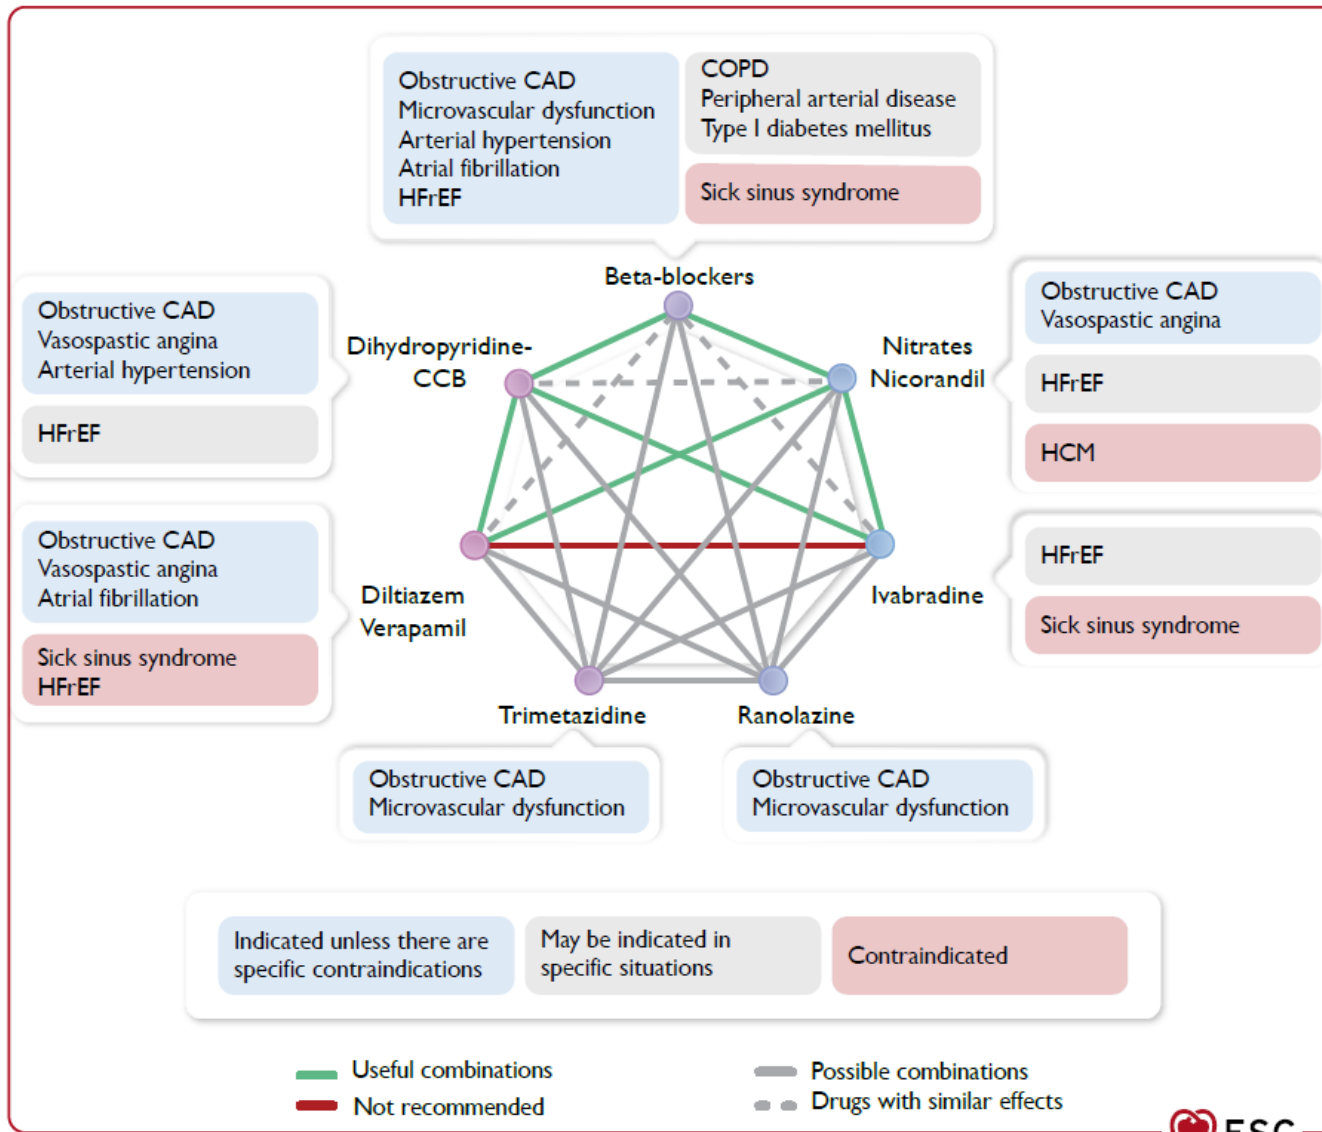 Obstructive CAD
Microvascular dysfunction
Arterial hypertension
Atrial fibrillation
HFrEF
COPD
Peripheral arterial disease
Type I diabetes mellitus
Sick sinus syndrome
Beta-blockers
Obstructive CAD
Vasospastic angina
Arterial hypertension
HFrEF
Dihydropyridine-
CCB
Nitrates
Nicorandil
Obstructive CAD
Vasospastic angina
HFrEF
HCM
Obstructive CAD
Vasospastic angina
Atrial fibrillation
Sick sinus syndrome
HFrEF
Diltiazem
Verapamil
Ivabradine
HFrEF
Sick sinus syndrome
Trimetazidine
Ranolazine
Obstructive CAD
Microvascular dysfunction
Obstructive CAD
Microvascular dysfunction
Indicated unless there are
specific contraindications
May be indicated in
specific situations
Contraindicated
Useful combinations
Not recommended
Possible combinations
Drugs with similar effects
ESC